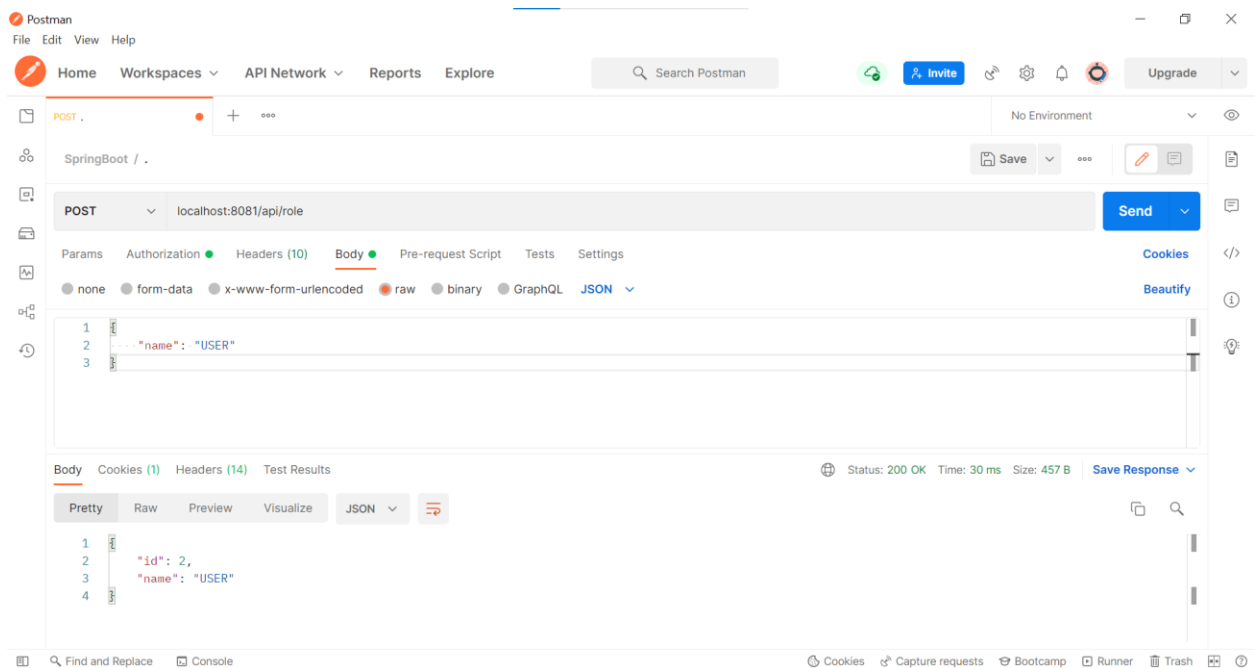 Postman
File Edit View Help
Home Workspaces API Network Reports Explore Search Postman Invite Upgrade
POST . No Environment
SpringBoot / . Save
POST localhost:8081/api/role Send
Params Authorization Headers (10) Body Pre-request Script Tests Settings Cookies
none form-data x-www-form-urlencoded raw binary GraphQL JSON Beautify
1 {
2 "name": "USER"
3 }
Body Cookies (1) Headers (14) Test Results Status: 200 OK Time: 30 ms Size: 457 B Save Response
Pretty Raw Preview Visualize JSON
1 {
2 "id": 2,
3 "name": "USER"
4 }
Find and Replace Console Cookies Capture requests Bootcamp Runner Trash